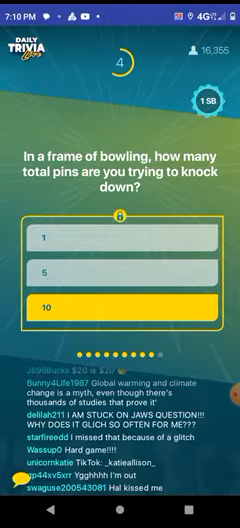 7:10 PM
4G
DAILY
TRIVIA
Live
4
16,355
1 SB
In a frame of bowling, how many
total pins are you trying to knock
down?
1
5
10
Jb99Bucks $20 is $20
Bunny4Life1987 Global warming and climate
change is a myth, even though there's
thousands of studies that prove it'
delilah211 I AM STUCK ON JAWS QUESTION!!!
WHY DOES IT GLICH SO OFTEN FOR ME???
starfiredd I missed that because of a glitch
Wassup0 Hard game!!!!
unicornkatie TikTok: _katieallison_
gp44xv5xrr Ygghhhh I'm out
swaguse200543081 Hal kissed me